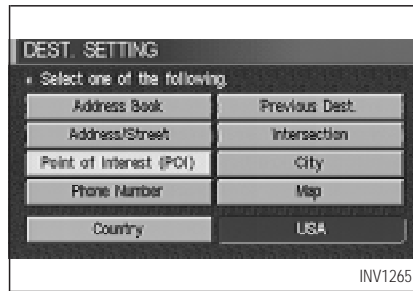 DEST. SETTING
Select one of the following.
Address Book Previous Dest.
Address/Street Intersection
Point of Interest (POI) City
Phone Number Map
Country USA
INV1265